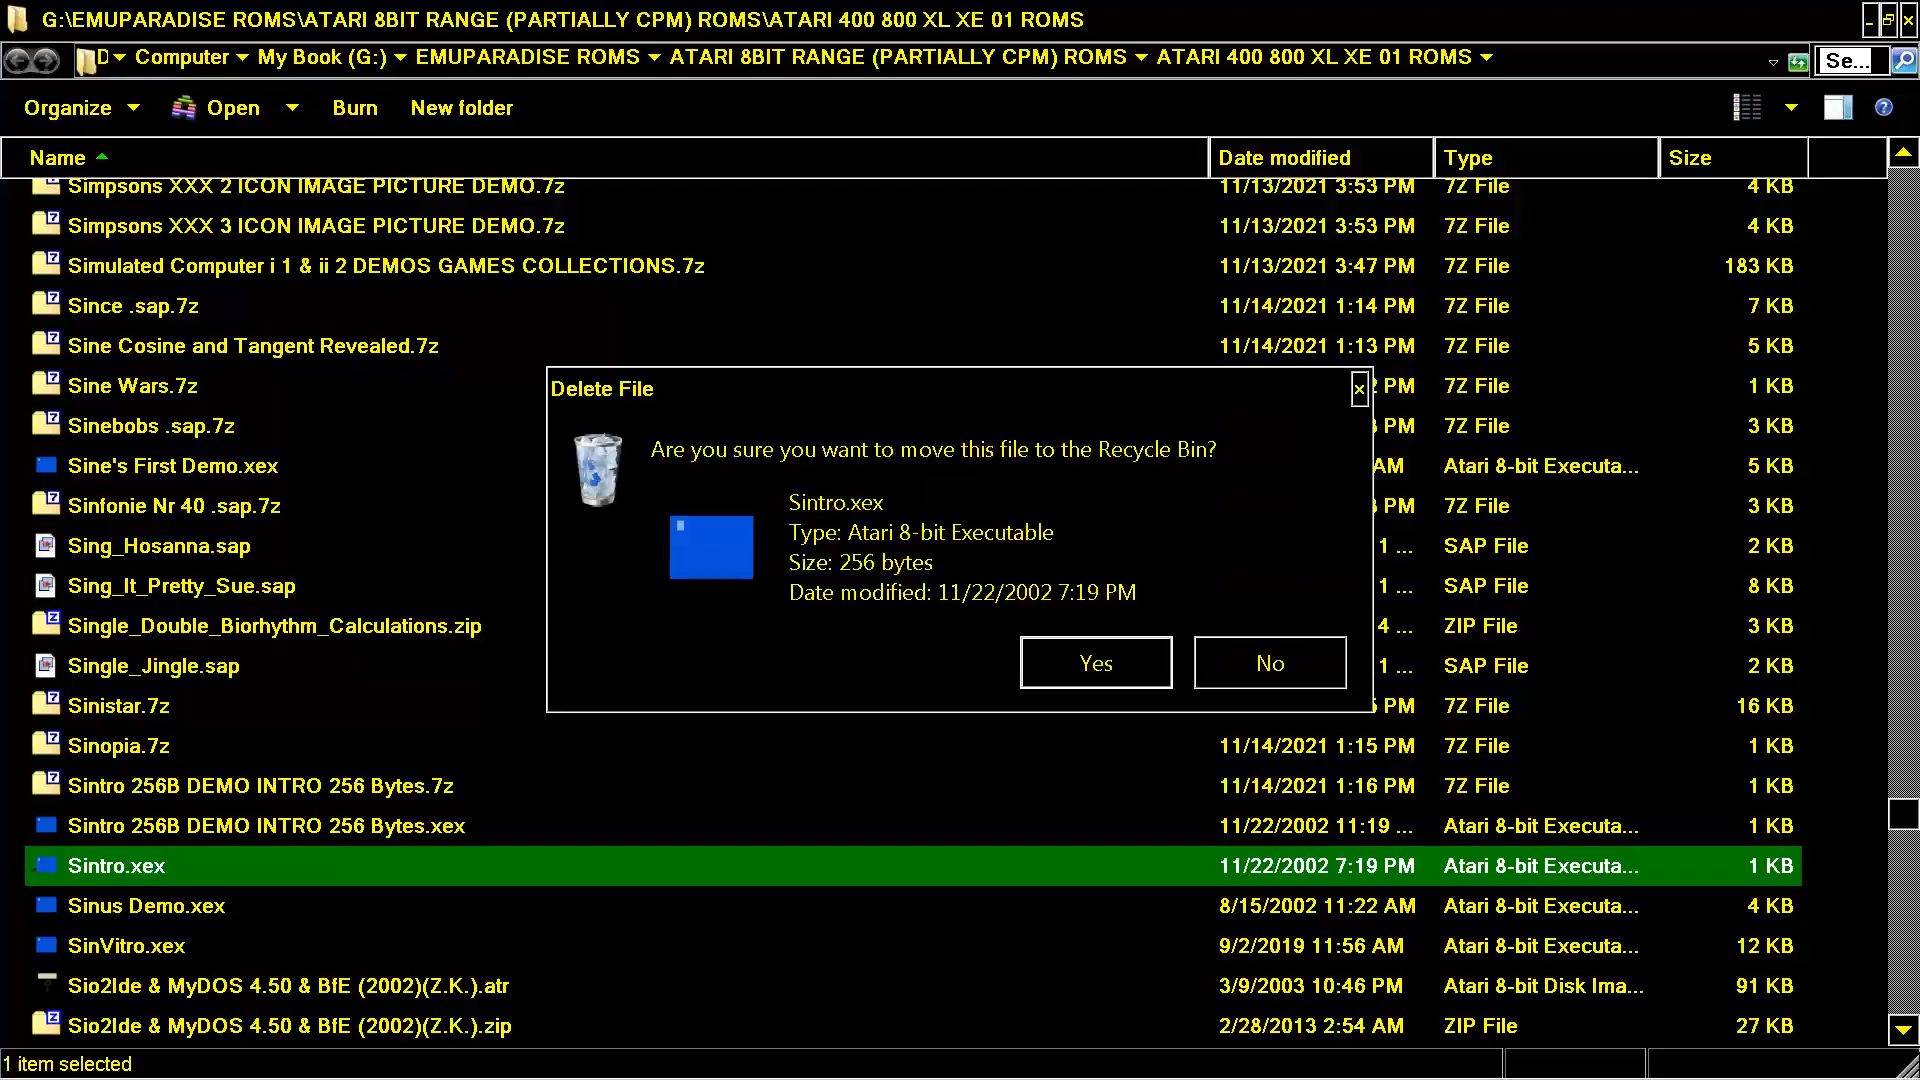 G:\EMUPARADISE ROMS\ATARI 8BIT RANGE (PARTIALLY CPM) ROMS\ATARI 400 800 XL XE 01 ROMS
Computer My Book (G:) EMUPARADISE ROMS ATARI 8BIT RANGE (PARTIALLY CPM) ROMS ATARI 400 800 XL XE 01 ROMS Se...
Organize Open Burn New folder
Name Date modified Type Size
Simpsons XXX 2 ICON IMAGE PICTURE DEMO.7z 11/13/2021 3:53 PM 7Z File 4 KB
Simpsons XXX 3 ICON IMAGE PICTURE DEMO.7z 11/13/2021 3:53 PM 7Z File 4 KB
Simulated Computer i 1 & ii 2 DEMOS GAMES COLLECTIONS.7z 11/13/2021 3:47 PM 7Z File 183 KB
Since .sap.7z 11/14/2021 1:14 PM 7Z File 7 KB
Sine Cosine and Tangent Revealed.7z 11/14/2021 1:13 PM 7Z File 5 KB
Sine Wars.7z PM 7Z File 1 KB
Sinebobs .sap.7z PM 7Z File 3 KB
Sine's First Demo.xex AM Atari 8-bit Executa... 5 KB
Sinfonie Nr 40 .sap.7z PM 7Z File 3 KB
Sing_Hosanna.sap 1 ... SAP File 2 KB
Sing_It_Pretty_Sue.sap 1 ... SAP File 8 KB
Single_Double_Biorhythm_Calculations.zip 4 ... ZIP File 3 KB
Single_Jingle.sap 1 ... SAP File 2 KB
Sinistar.7z PM 7Z File 16 KB
Sinopia.7z 11/14/2021 1:15 PM 7Z File 1 KB
Sintro 256B DEMO INTRO 256 Bytes.7z 11/14/2021 1:16 PM 7Z File 1 KB
Sintro 256B DEMO INTRO 256 Bytes.xex 11/22/2002 11:19 ... Atari 8-bit Executa... 1 KB
Sintro.xex 11/22/2002 7:19 PM Atari 8-bit Executa... 1 KB
Sinus Demo.xex 8/15/2002 11:22 AM Atari 8-bit Executa... 4 KB
SinVitro.xex 9/2/2019 11:56 AM Atari 8-bit Executa... 12 KB
Sio2Ide & MyDOS 4.50 & BfE (2002)(Z.K.).atr 3/9/2003 10:46 PM Atari 8-bit Disk Ima... 91 KB
Sio2Ide & MyDOS 4.50 & BfE (2002)(Z.K.).zip 2/28/2013 2:54 AM ZIP File 27 KB
Delete File
Are you sure you want to move this file to the Recycle Bin?
Sintro.xex
Type: Atari 8-bit Executable
Size: 256 bytes
Date modified: 11/22/2002 7:19 PM
Yes No
1 item selected